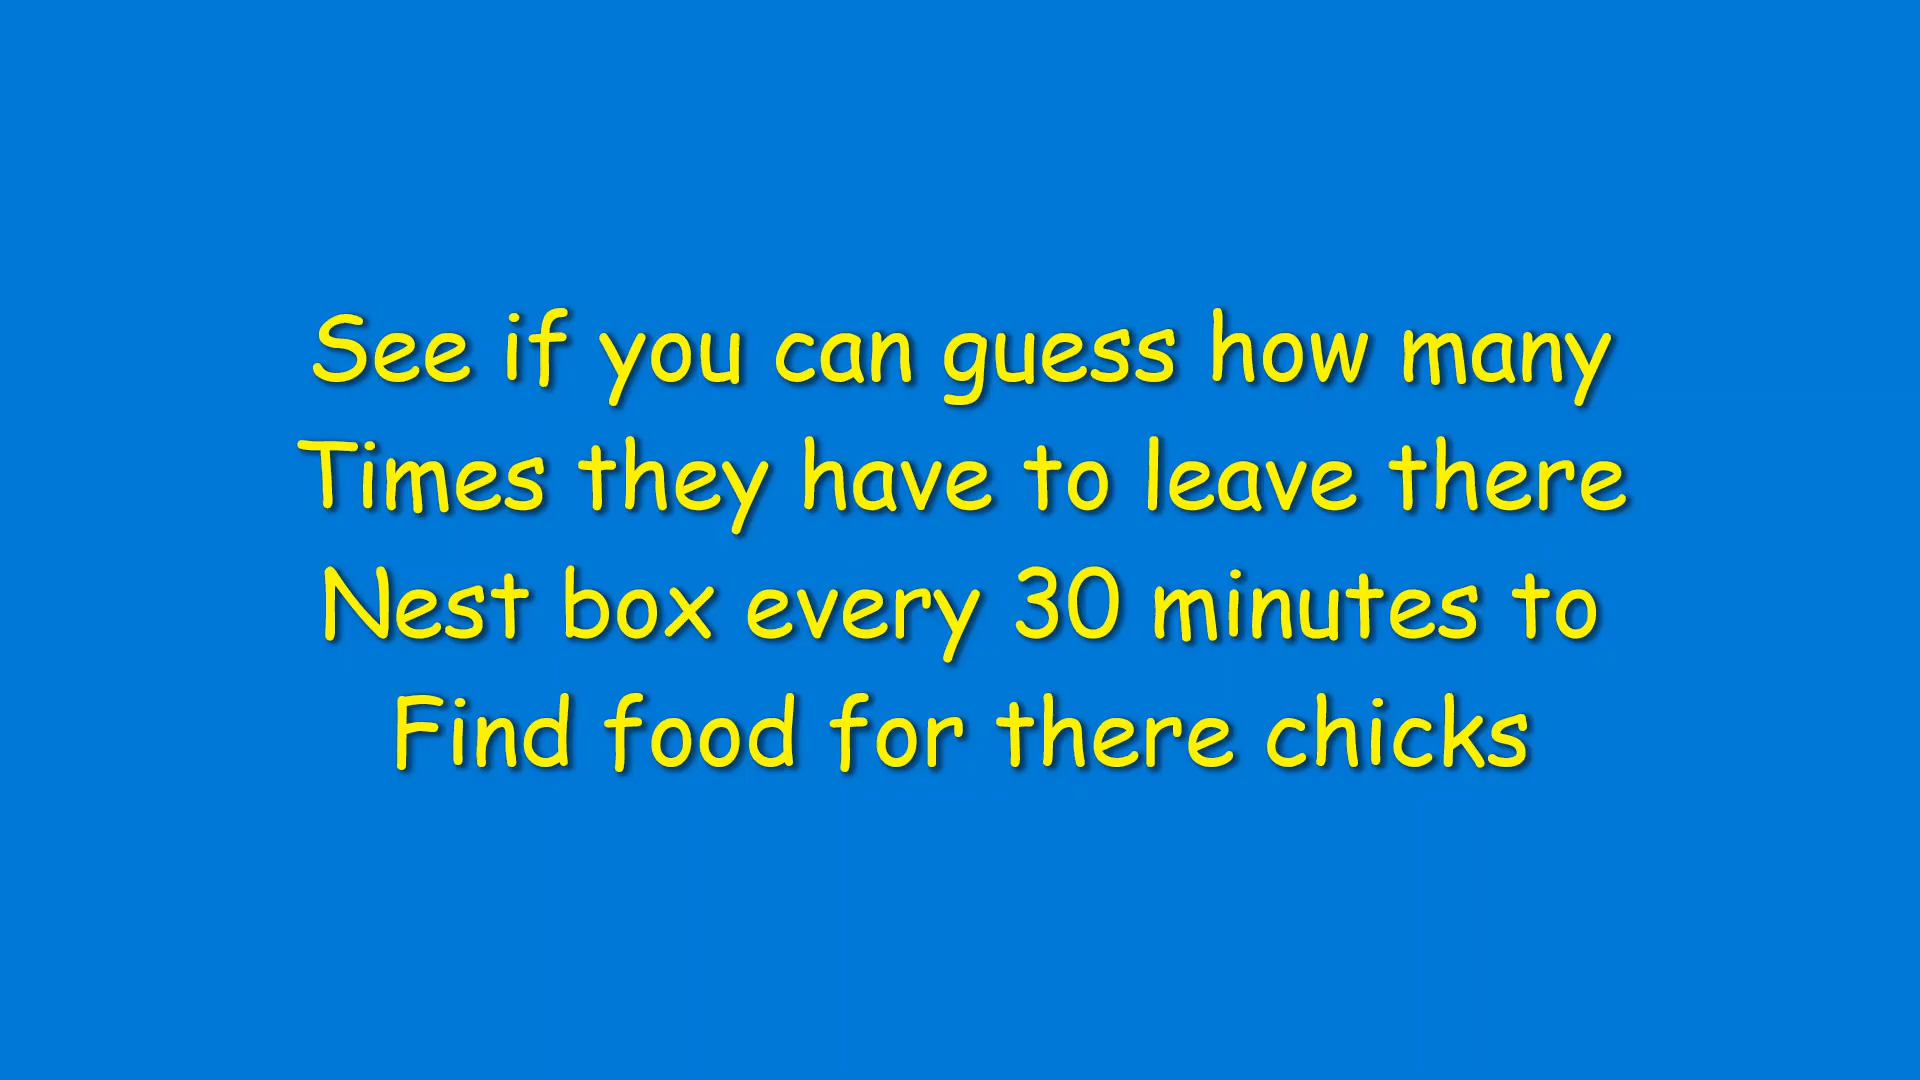 See if you can guess how many
Times they have to leave there
Nest box every 30 minutes to
Find food for there chicks